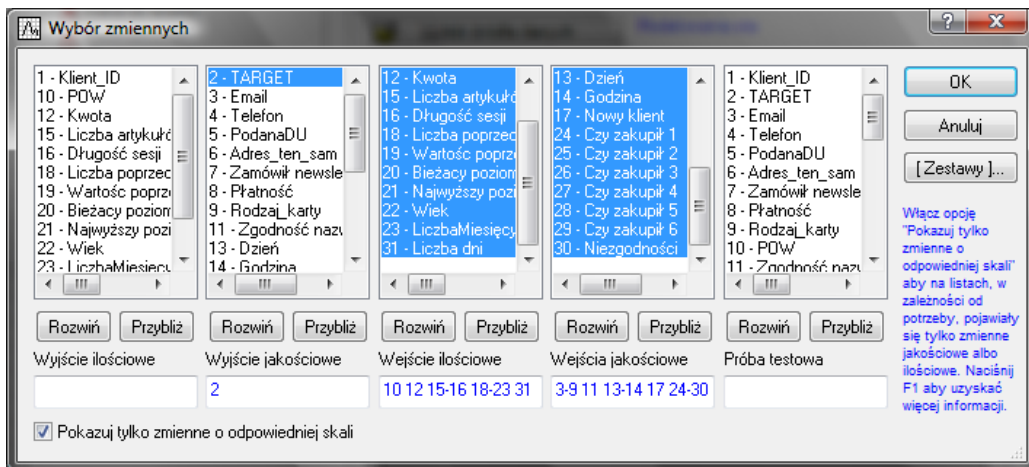 Wybór zmiennych
1 - Klient_ID
10 - POW
12 - Kwota
15 - Liczba artykułó
16 - Długość sesji
18 - Liczba poprzec
19 - Wartośc poprze
20 - Bieżacy poziom
21 - Najwyższy pozi
22 - Wiek
23 - LiczbaMiesięcy
2 - TARGET
3 - Email
4 - Telefon
5 - PodanaDU
6 - Adres_ten_sam
7 - Zamówił newsle
8 - Płatność
9 - Rodzaj_karty
11 - Zgodność nazw
13 - Dzień
14 - Godzina
12 - Kwota
15 - Liczba artykułó
16 - Długość sesji
18 - Liczba poprzec
19 - Wartośc poprze
20 - Bieżacy poziom
21 - Najwyższy pozi
22 - Wiek
23 - LiczbaMiesięcy
31 - Liczba dni
13 - Dzień
14 - Godzina
17 - Nowy klient
24 - Czy zakupił 1
25 - Czy zakupił 2
26 - Czy zakupił 3
27 - Czy zakupił 4
28 - Czy zakupił 5
29 - Czy zakupił 6
30 - Niezgodności
1 - Klient_ID
2 - TARGET
3 - Email
4 - Telefon
5 - PodanaDU
6 - Adres_ten_sam
7 - Zamówił newsle
8 - Płatność
9 - Rodzaj_karty
10 - POW
11 - Zgodność nazw
OK
Anuluj
[ Zestawy ]...
Włącz opcję
"Pokazuj tylko
zmienne o
odpowiedniej skali"
aby na listach, w
zależności od
potrzeby, pojawiały
się tylko zmienne
jakościowe albo
ilościowe. Naciśnij
F1 aby uzyskać
więcej informacji.
Rozwiń Przybliż Rozwiń Przybliż Rozwiń Przybliż Rozwiń Przybliż Rozwiń Przybliż
Wyjście ilościowe Wyjście jakościowe Wejście ilościowe Wejścia jakościowe Próba testowa
2 10 12 15-16 18-23 31 3-9 11 13-14 17 24-30
Pokazuj tylko zmienne o odpowiedniej skali